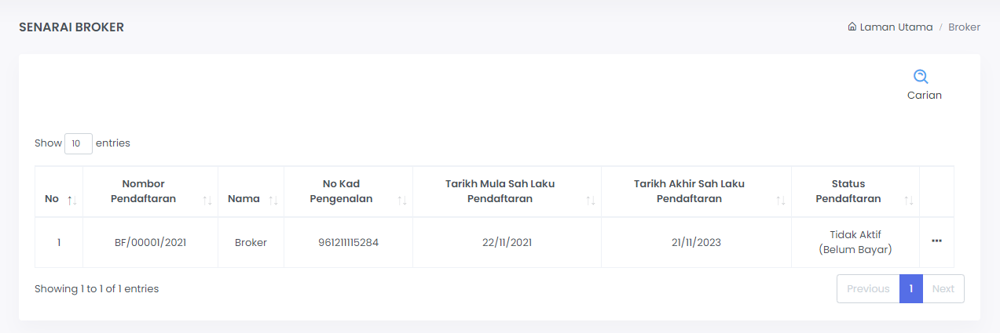 SENARAI BROKER
Laman Utama / Broker
Carian
Show 10 entries
No
Nombor
Pendaftaran
Nama
No Kad
Pengenalan
Tarikh Mula Sah Laku
Pendaftaran
Tarikh Akhir Sah Laku
Pendaftaran
Status
Pendaftaran
1
BF/00001/2021
Broker
961211115284
22/11/2021
21/11/2023
Tidak Aktif
(Belum Bayar)
Showing 1 to 1 of 1 entries
Previous 1 Next